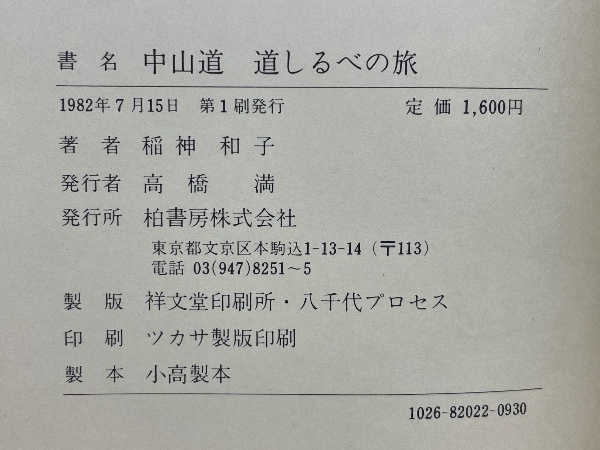 書名 中山道 道しるべの旅
1982年7月15日 第1刷発行 定価 1,600円
著者 稲神和子
発行者 高橋満
発行所 柏書房株式会社
東京都文京区本駒込1-13-14（〒113）
電話 03(947)8251～5
製版 祥文堂印刷所・八千代プロセス
印刷 ツカサ製版印刷
製本 小高製本
1026-82022-0930